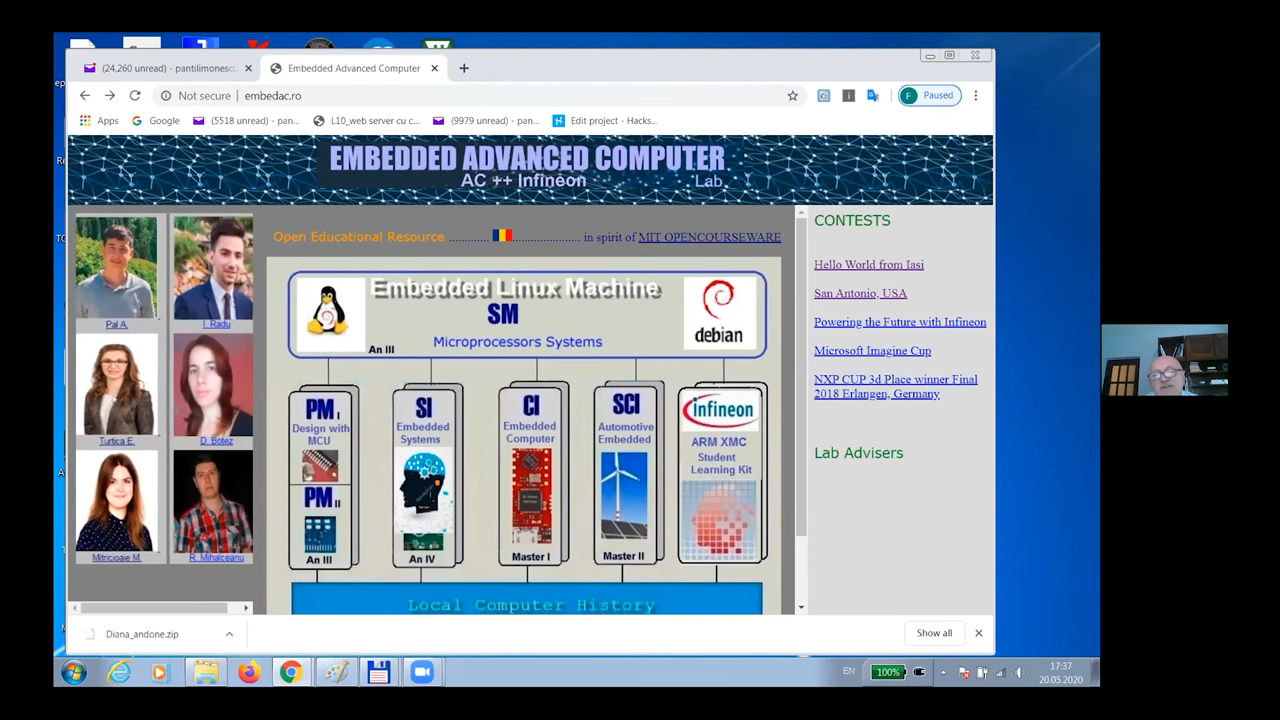 (24,260 unread) - pantilimonescu
Embedded Advanced Computer
Not secure | embedac.ro
F Paused
Apps
Google
(5518 unread) - pan...
L10_web server cu c...
(9979 unread) - pan...
Edit project - Hacks...
EMBEDDED ADVANCED COMPUTER
AC ++ Infineon Lab
Open Educational Resource .............. ........................ in spirit of MIT OPENCOURSEWARE
Embedded Linux Machine
SM
Microprocessors Systems
An III
debian
PM I
Design with
MCU
PM II
An III
SI
Embedded
Systems
An IV
CI
Embedded
Computer
Master I
SCI
Automotive
Embedded
Master II
infineon
ARM XMC
Student
Learning Kit
Local Computer History
Pal A.
I. Radu
Turtica E.
D. Botez
Mitricioaie M.
R. Mihalceanu
CONTESTS
Hello World from Iasi
San Antonio, USA
Powering the Future with Infineon
Microsoft Imagine Cup
NXP CUP 3d Place winner Final
2018 Erlangen, Germany
Lab Advisers
Diana_andone.zip
Show all
EN
100%
17:37
20.05.2020